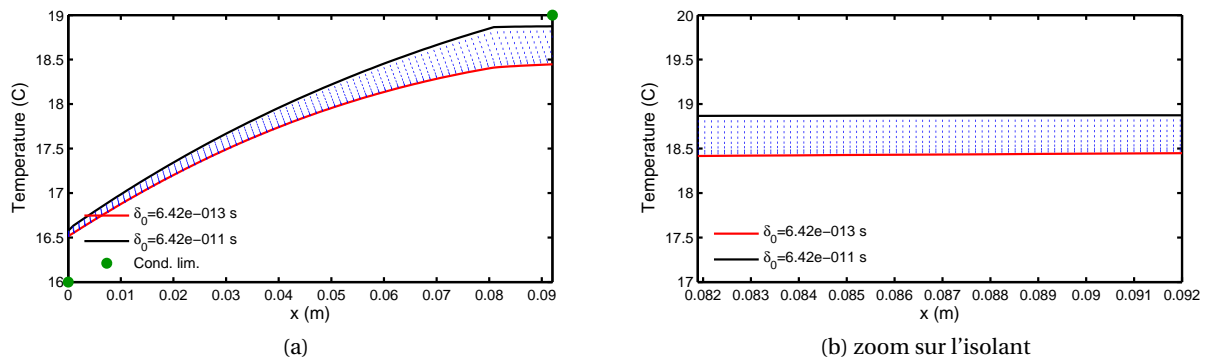 19
18.5
18
17.5
17
16.5
16
Temperature (C)
δ₀=6.42e−013 s
δ₀=6.42e−011 s
Cond. lim.
0 0.01 0.02 0.03 0.04 0.05 0.06 0.07 0.08 0.09
x (m)
(a)
20
19.5
19
18.5
18
17.5
17
Temperature (C)
δ₀=6.42e−013 s
δ₀=6.42e−011 s
0.082 0.083 0.084 0.085 0.086 0.087 0.088 0.089 0.09 0.091 0.092
x (m)
(b) zoom sur l'isolant